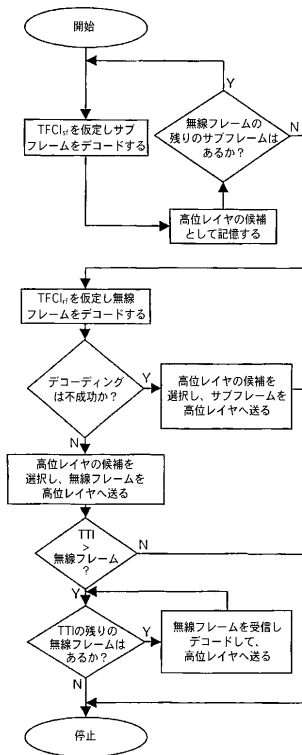 開始
TFCIsfを仮定しサブ
フレームをデコードする
Y
無線フレームの
残りのサブフレームは
あるか?
N
高位レイヤの候補
として記憶する
TFCIrfを仮定し無線
フレームをデコードする
デコーディング
は不成功か?
Y
高位レイヤの候補を
選択し、サブフレームを
高位レイヤへ送る
N
高位レイヤの候補を
選択し、無線フレームを
高位レイヤへ送る
TTI
>
無線フレーム
?
N
Y
TTIの残りの
無線フレームは
あるか?
Y
無線フレームを受信し
デコードして、
高位レイヤへ送る
N
停止